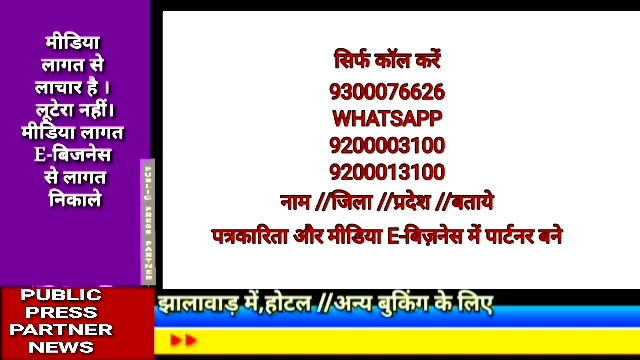 मीडिया
लागत से
लाचार है ।
लूटेरा नहीं।
मीडिया लागत
E-बिजनेस
से लागत
निकाले
सिर्फ कॉल करें
9300076626
WHATSAPP
9200003100
9200013100
नाम //जिला //प्रदेश //बताये
पत्रकारिता और मीडिया E-बिज़नेस में पार्टनर बने
PUBLIC PRESS PARTNER
PUBLIC
PRESS
PARTNER
NEWS
झालावाड़ में,होटल //अन्य बुकिंग के लिए